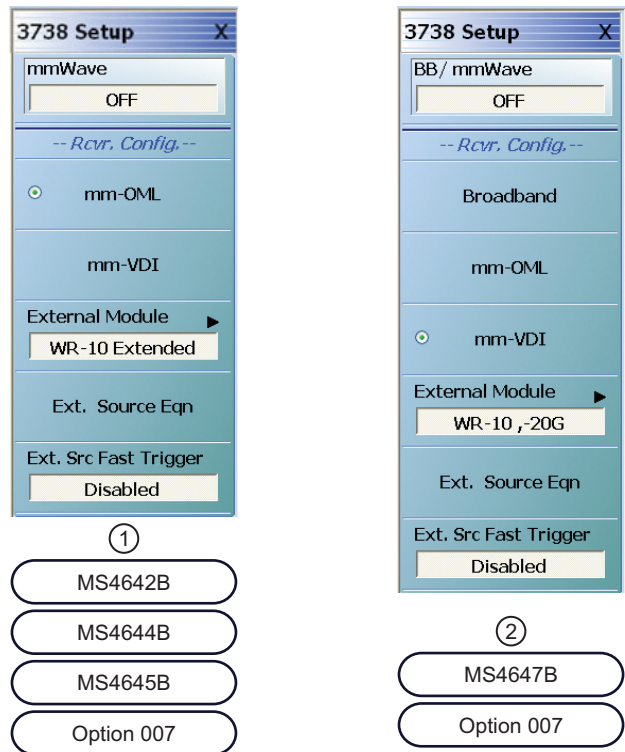 3738 Setup X
mmWave
OFF
-- Rcvr. Config.--
mm-OML
mm-VDI
External Module
WR-10 Extended
Ext. Source Eqn
Ext. Src Fast Trigger
Disabled
1
MS4642B
MS4644B
MS4645B
Option 007
3738 Setup X
BB/ mmWave
OFF
-- Rcvr. Config.--
Broadband
mm-OML
mm-VDI
External Module
WR-10 ,-20G
Ext. Source Eqn
Ext. Src Fast Trigger
Disabled
2
MS4647B
Option 007